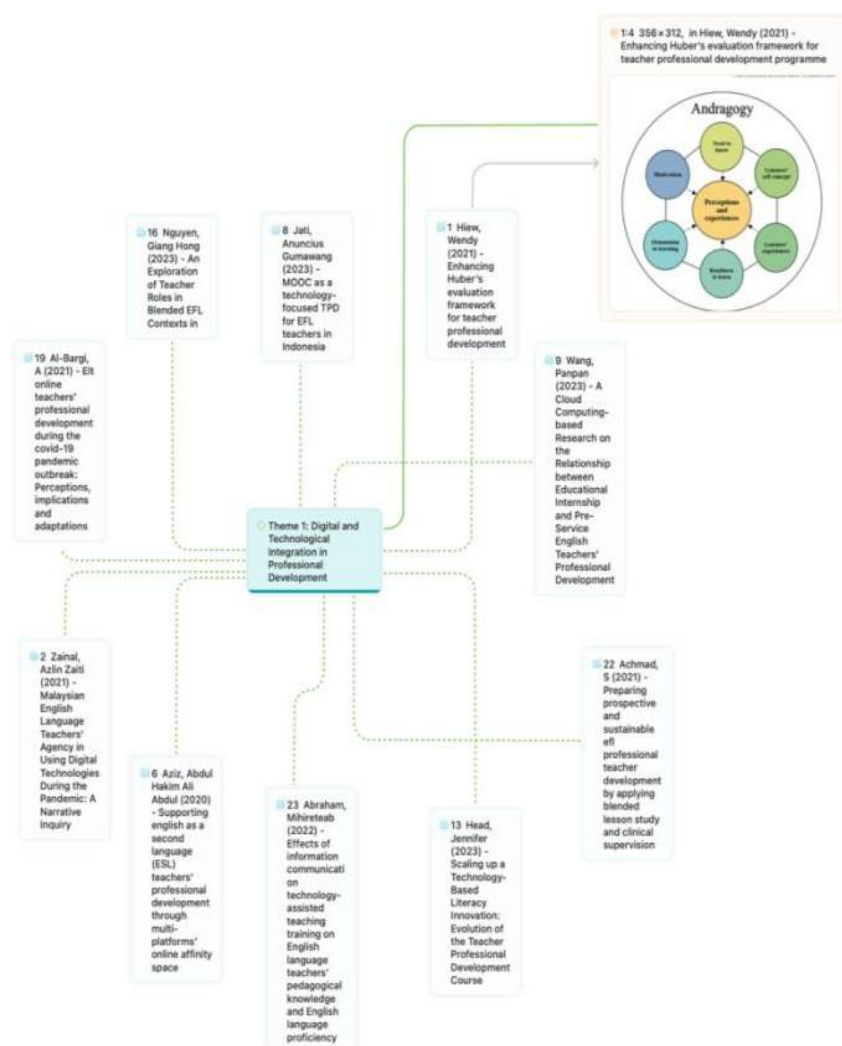 1:4 356×312, in Hiew, Wendy (2021) -
Enhancing Huber's evaluation framework for
teacher professional development programme
Andragogy
Need to
know
Motivation
Learners'
self concept
Perceptions
and
experiences
Orientation
to learning
Learners'
experiences
Readiness
to learn
16 Nguyen,
Giang Hong
(2023) - An
Exploration
of Teacher
Roles in
Blended EFL
Contexts in
8 Jati,
Anuncius
Gumawang
(2023) -
MOOC as a
technology-
focused TPD
for EFL
teachers in
Indonesia
1 Hiew,
Wendy
(2021) -
Enhancing
Huber's
evaluation
framework
for teacher
professional
development
19 Al-Bargi,
A (2021) - Elt
online
teachers'
professional
development
during the
covid-19
pandemic
outbreak:
Perceptions,
implications
and
adaptations
9 Wang,
Panpan
(2023) - A
Cloud
Computing-
based
Research on
the
Relationship
between
Educational
Internship
and Pre-
Service
English
Teachers'
Professional
Development
Theme 1: Digital and
Technological
Integration in
Professional
Development
2 Zainal,
Azlin Zaiti
(2021) -
Malaysian
English
Language
Teachers'
Agency in
Using Digital
Technologies
During the
Pandemic: A
Narrative
Inquiry
6 Aziz, Abdul
Hakim Ali
Abdul (2020)
- Supporting
english as a
second
language
(ESL)
teachers'
professional
development
through
multi-
platforms'
online affinity
space
23 Abraham,
Mihireteab
(2022) -
Effects of
information
communicati
on
technology-
assisted
teaching
training on
English
language
teachers'
pedagogical
knowledge
and English
language
proficiency
13 Head,
Jennifer
(2023) -
Scaling up a
Technology-
Based
Literacy
Innovation:
Evolution of
the Teacher
Professional
Development
Course
22 Achmad,
S (2021) -
Preparing
prospective
and
sustainable
efl
professional
teacher
development
by applying
blended
lesson study
and clinical
supervision